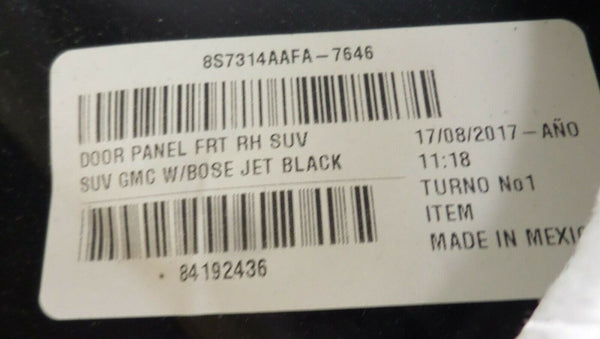 8S7314AAFA-7646
DOOR PANEL FRT RH SUV
SUV GMC W/BOSE JET BLACK
17/08/2017-AÑO
11:18
TURNO No1
ITEM
MADE IN MEXIC
84192436